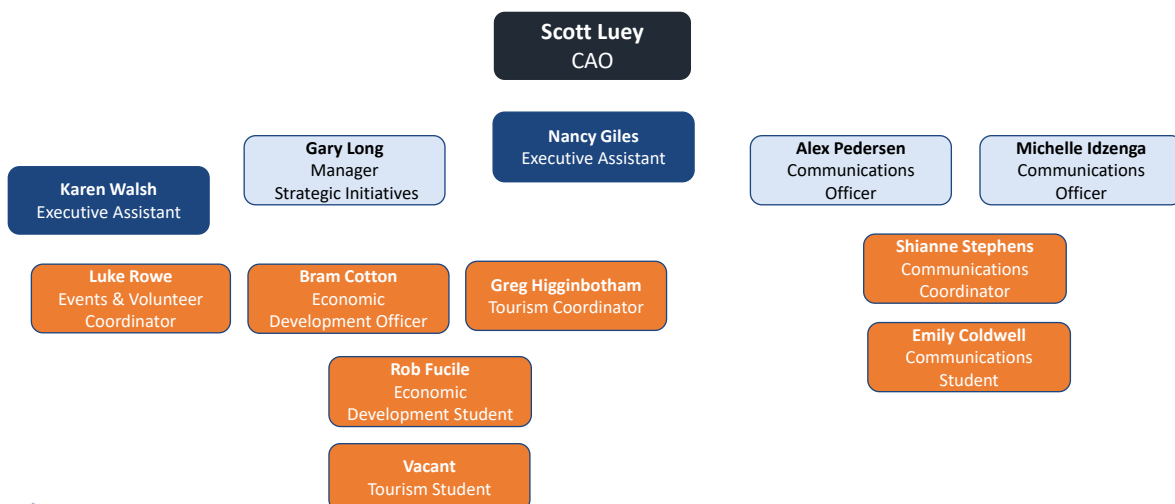 Scott Luey
CAO
Nancy Giles
Executive Assistant
Gary Long
Manager
Strategic Initiatives
Alex Pedersen
Communications
Officer
Michelle Idzenga
Communications
Officer
Karen Walsh
Executive Assistant
Luke Rowe
Events & Volunteer
Coordinator
Bram Cotton
Economic
Development Officer
Greg Higginbotham
Tourism Coordinator
Shianne Stephens
Communications
Coordinator
Emily Coldwell
Communications
Student
Rob Fucile
Economic
Development Student
Vacant
Tourism Student